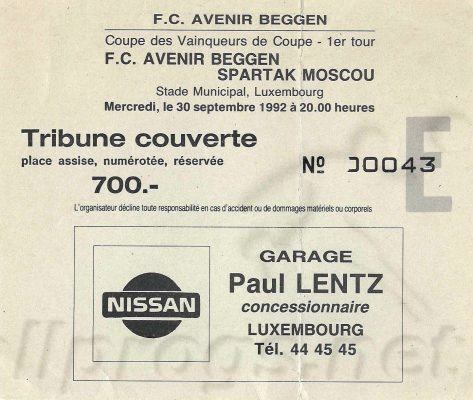 F.C. AVENIR BEGGEN
Coupe des Vainqueurs de Coupe - 1er tour
F.C. AVENIR BEGGEN
SPARTAK MOSCOU
Stade Municipal, Luxembourg
Mercredi, le 30 septembre 1992 à 20.00 heures
Tribune couverte
place assise, numérotée, réservée
700.-
Nº 00043
E
L'organisateur décline toute responsabilité en cas d'accident ou de dommages matériels ou corporels
NISSAN
GARAGE
Paul LENTZ
concessionnaire
LUXEMBOURG
Tél. 44 45 45